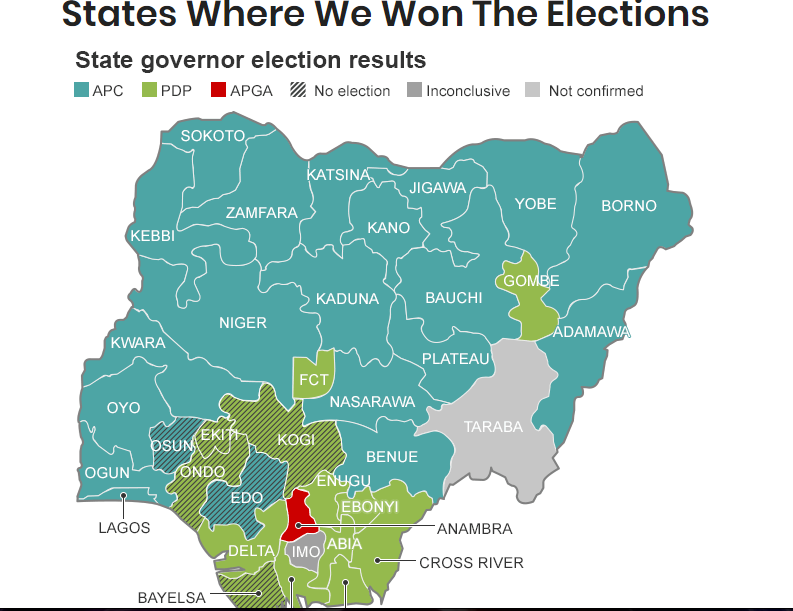 States Where We Won The Elections
State governor election results
APC PDP APGA No election Inconclusive Not confirmed
SOKOTO
KATSINA
JIGAWA
YOBE
BORNO
ZAMFARA
KANO
KEBBI
GOMBE
KADUNA
BAUCHI
NIGER
ADAMAWA
KWARA
PLATEAU
FCT
NASARAWA
OYO
TARABA
EKITI
KOGI
OSUN
BENUE
OGUN
ONDO
ENUGU
EDO
EBONYI
LAGOS
ANAMBRA
ABIA
DELTA
IMO
CROSS RIVER
BAYELSA